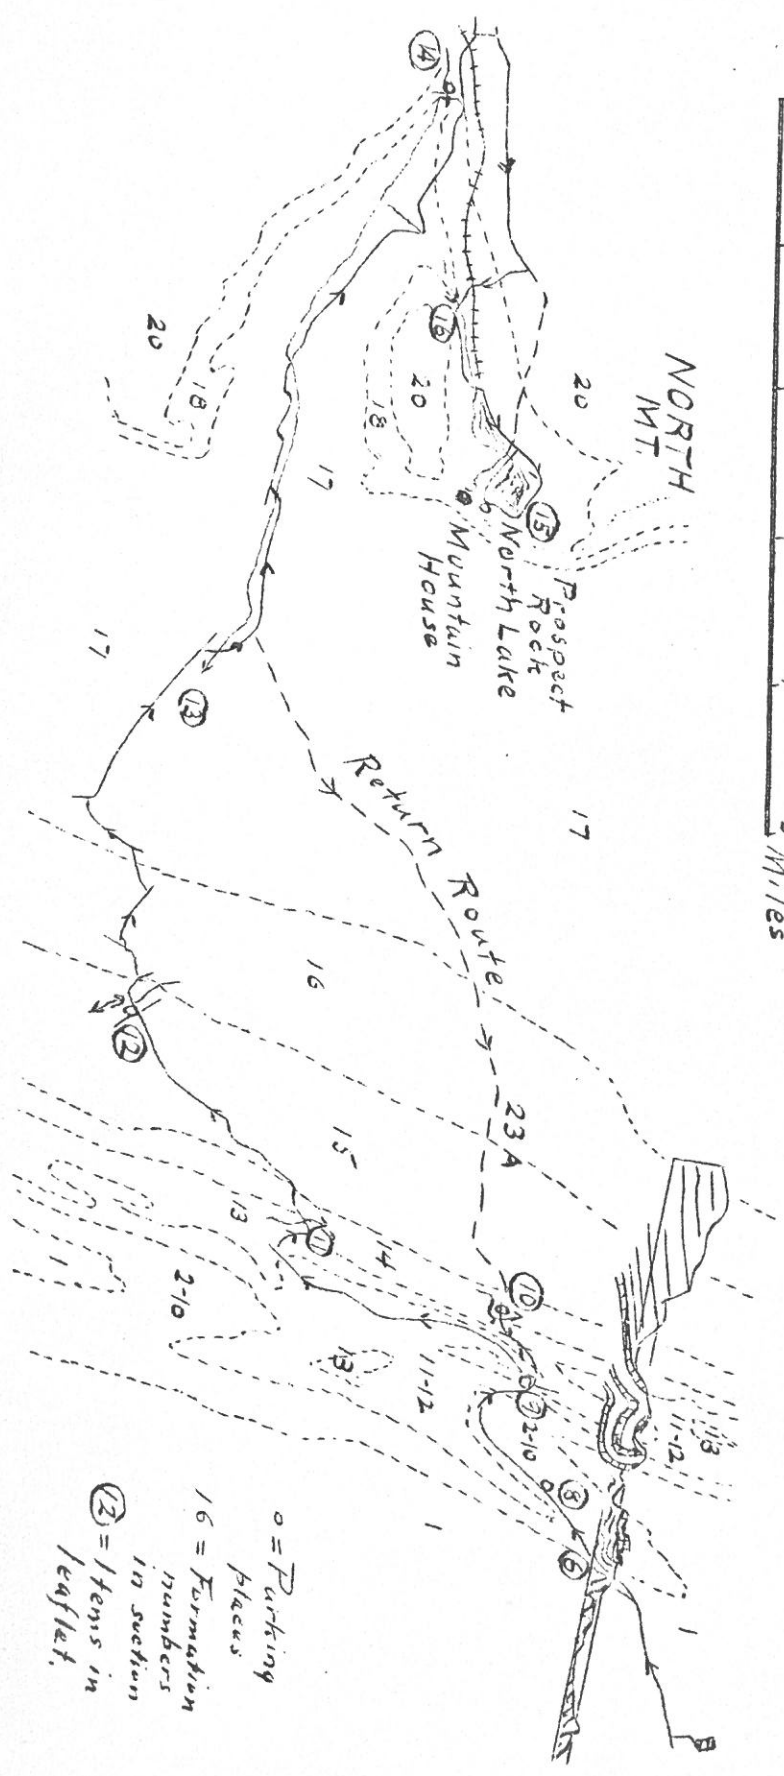 Miles
NORTH
MT.
20
Prospect
Rock
North Lake
Mountain
House
14
15
16
20
18
20
18
17
17
17
13
Return Route
23A
16
12
15
14
13
11
10
2-10
1
13
11-12
7
2-10
8
6
11-12
13
1
1
o = Parking
places
16 = Formation
numbers
in section
12 = Items in
leaflet.